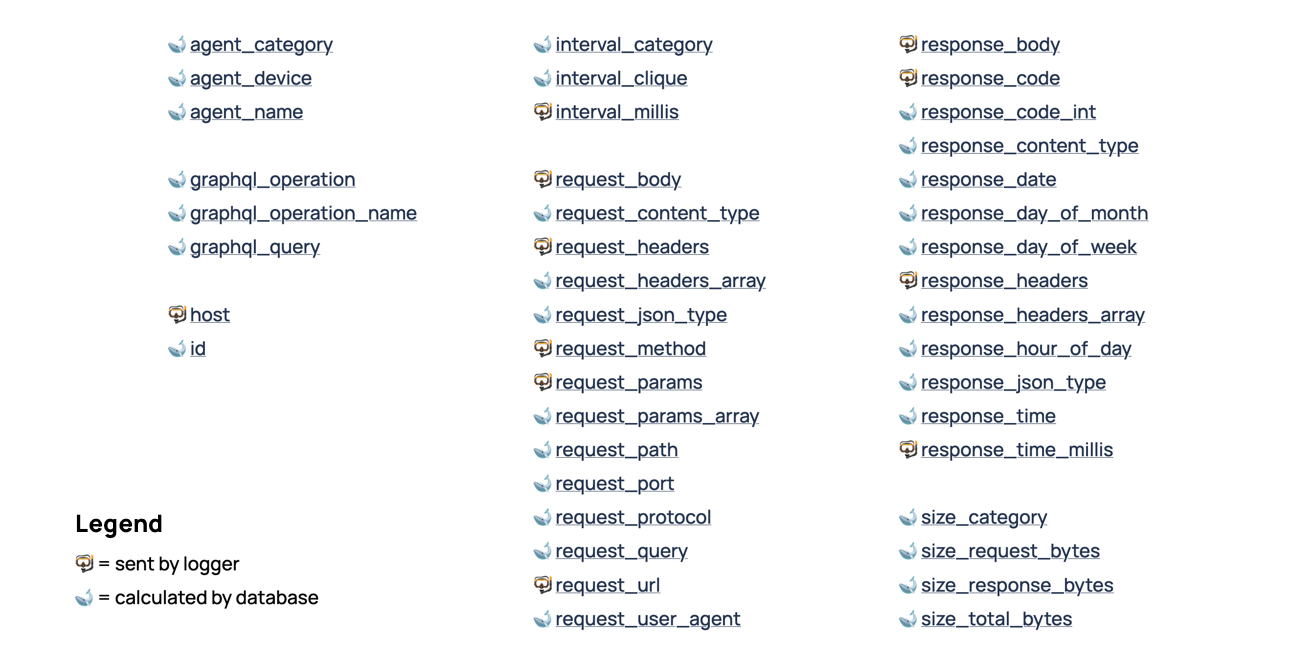 agent_category
agent_device
agent_name
graphql_operation
graphql_operation_name
graphql_query
host
id
Legend
= sent by logger
= calculated by database
interval_category
interval_clique
interval_millis
request_body
request_content_type
request_headers
request_headers_array
request_json_type
request_method
request_params
request_params_array
request_path
request_port
request_protocol
request_query
request_url
request_user_agent
response_body
response_code
response_code_int
response_content_type
response_date
response_day_of_month
response_day_of_week
response_headers
response_headers_array
response_hour_of_day
response_json_type
response_time
response_time_millis
size_category
size_request_bytes
size_response_bytes
size_total_bytes